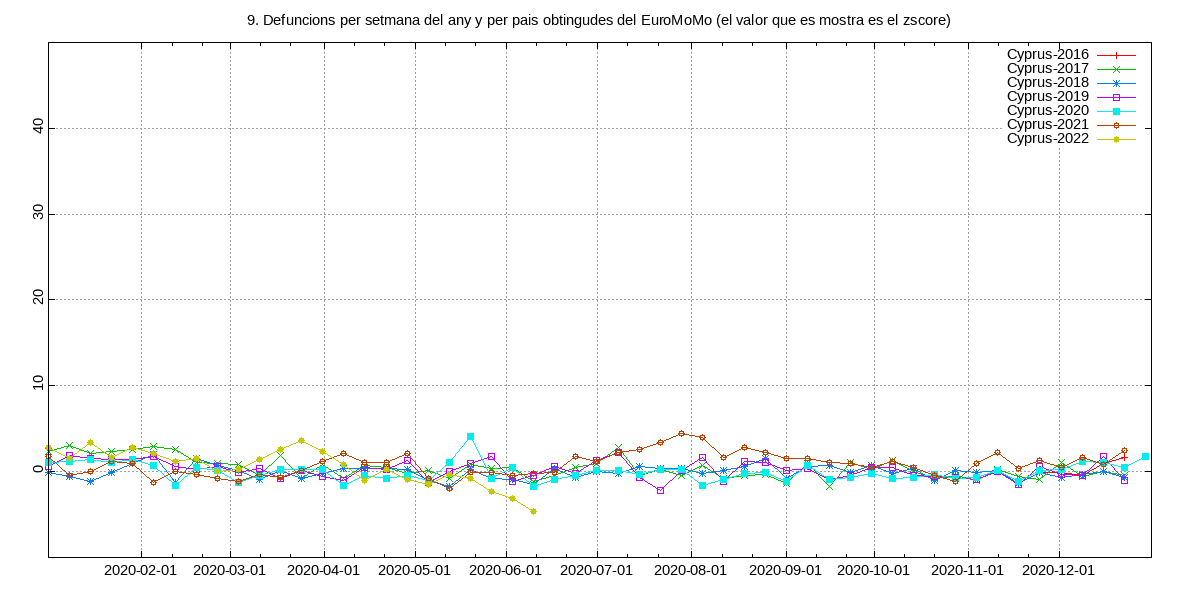 9. Defuncions per setmana del any y per pais obtingudes del EuroMoMo (el valor que es mostra es el zscore)
Cyprus-2016
Cyprus-2017
Cyprus-2018
Cyprus-2019
Cyprus-2020
Cyprus-2021
Cyprus-2022
40
30
20
10
0
2020-02-01 2020-03-01 2020-04-01 2020-05-01 2020-06-01 2020-07-01 2020-08-01 2020-09-01 2020-10-01 2020-11-01 2020-12-01